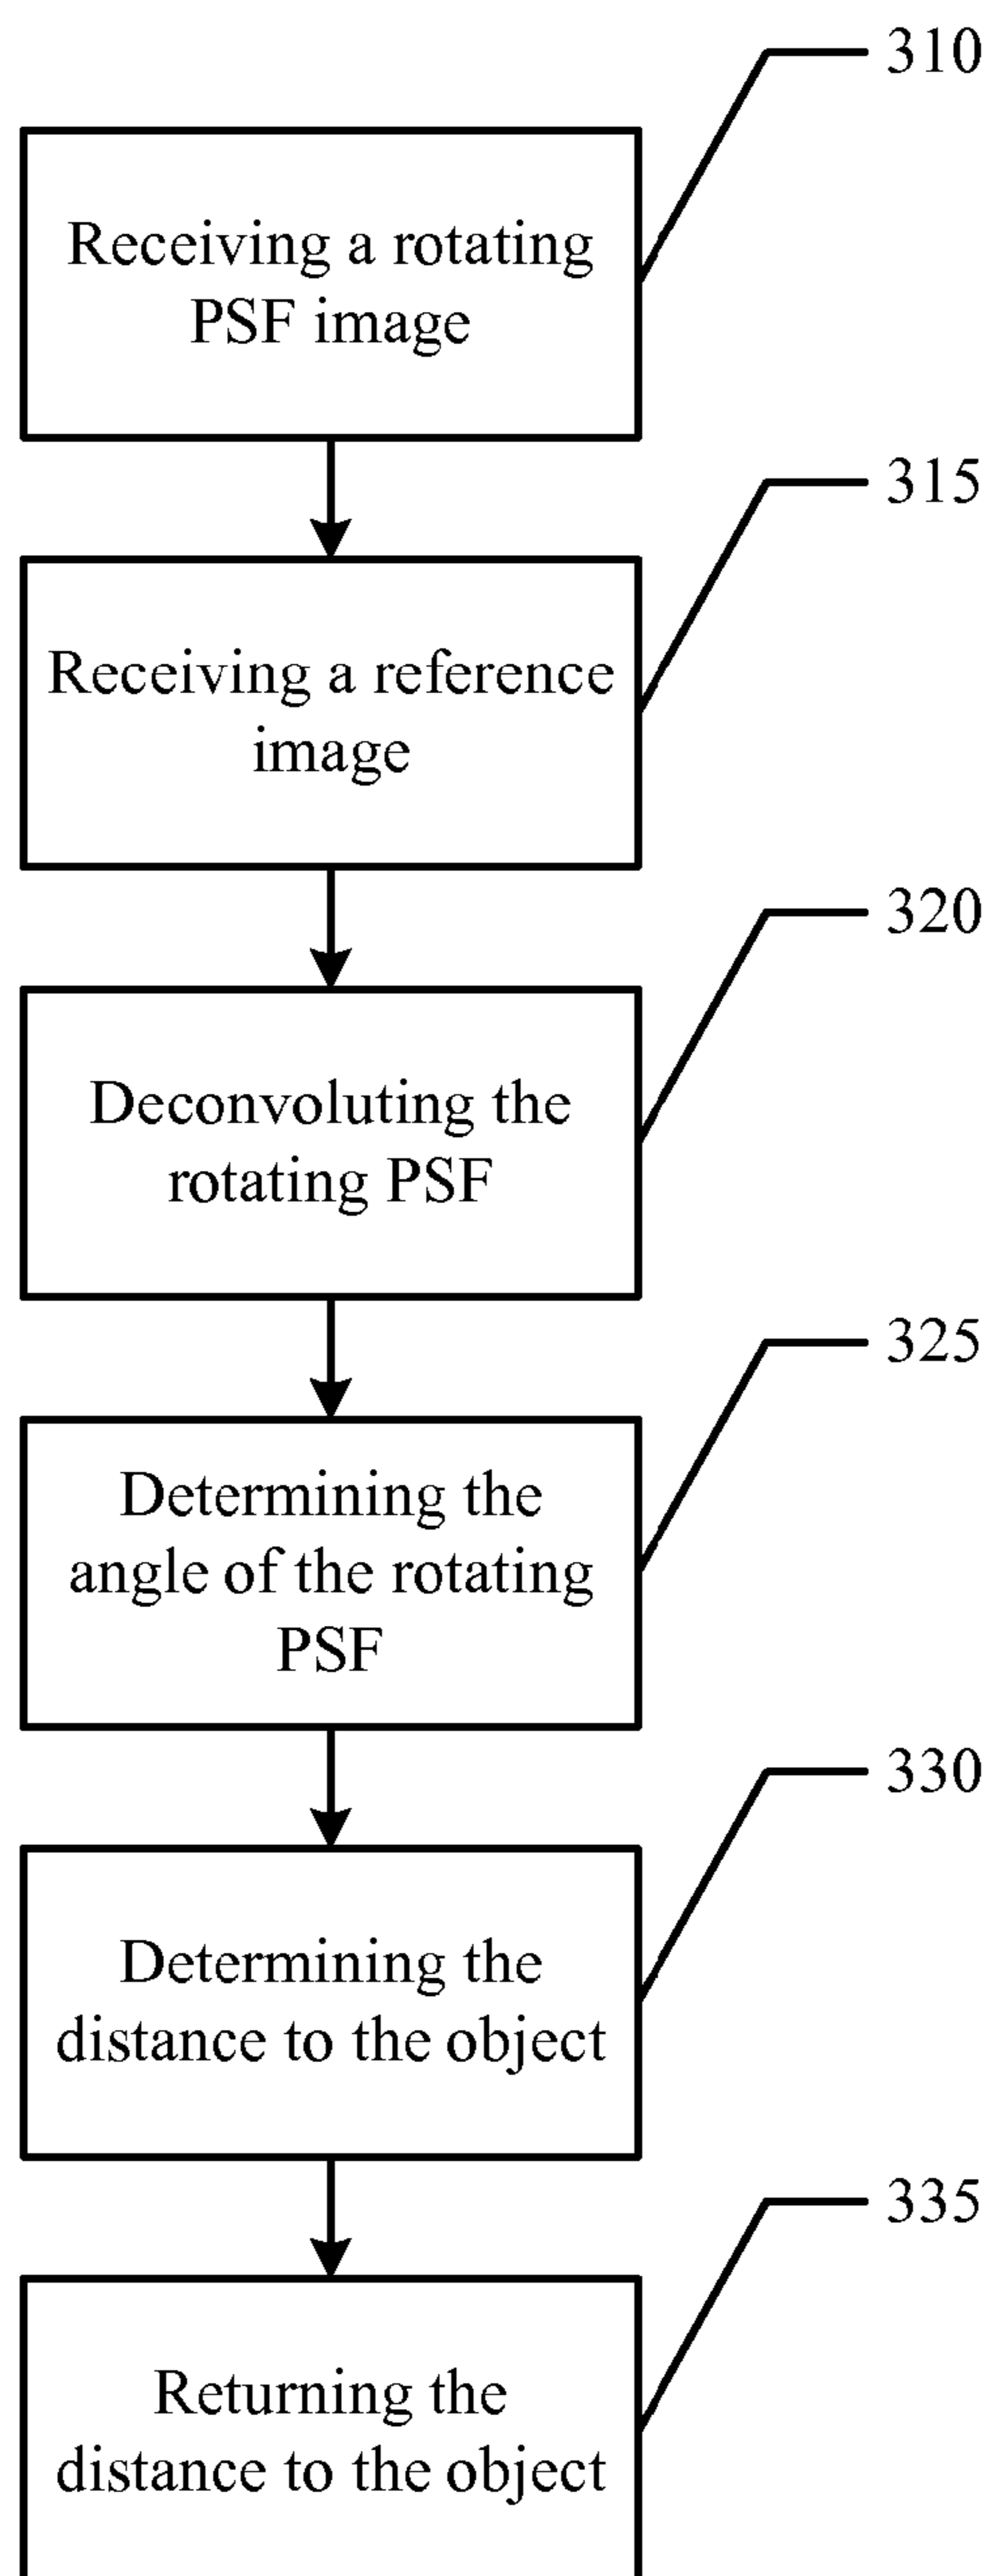 310
Receiving a rotating
PSF image
315
Receiving a reference
image
320
Deconvoluting the
rotating PSF
325
Determining the
angle of the rotating
PSF
330
Determining the
distance to the object
335
Returning the
distance to the object